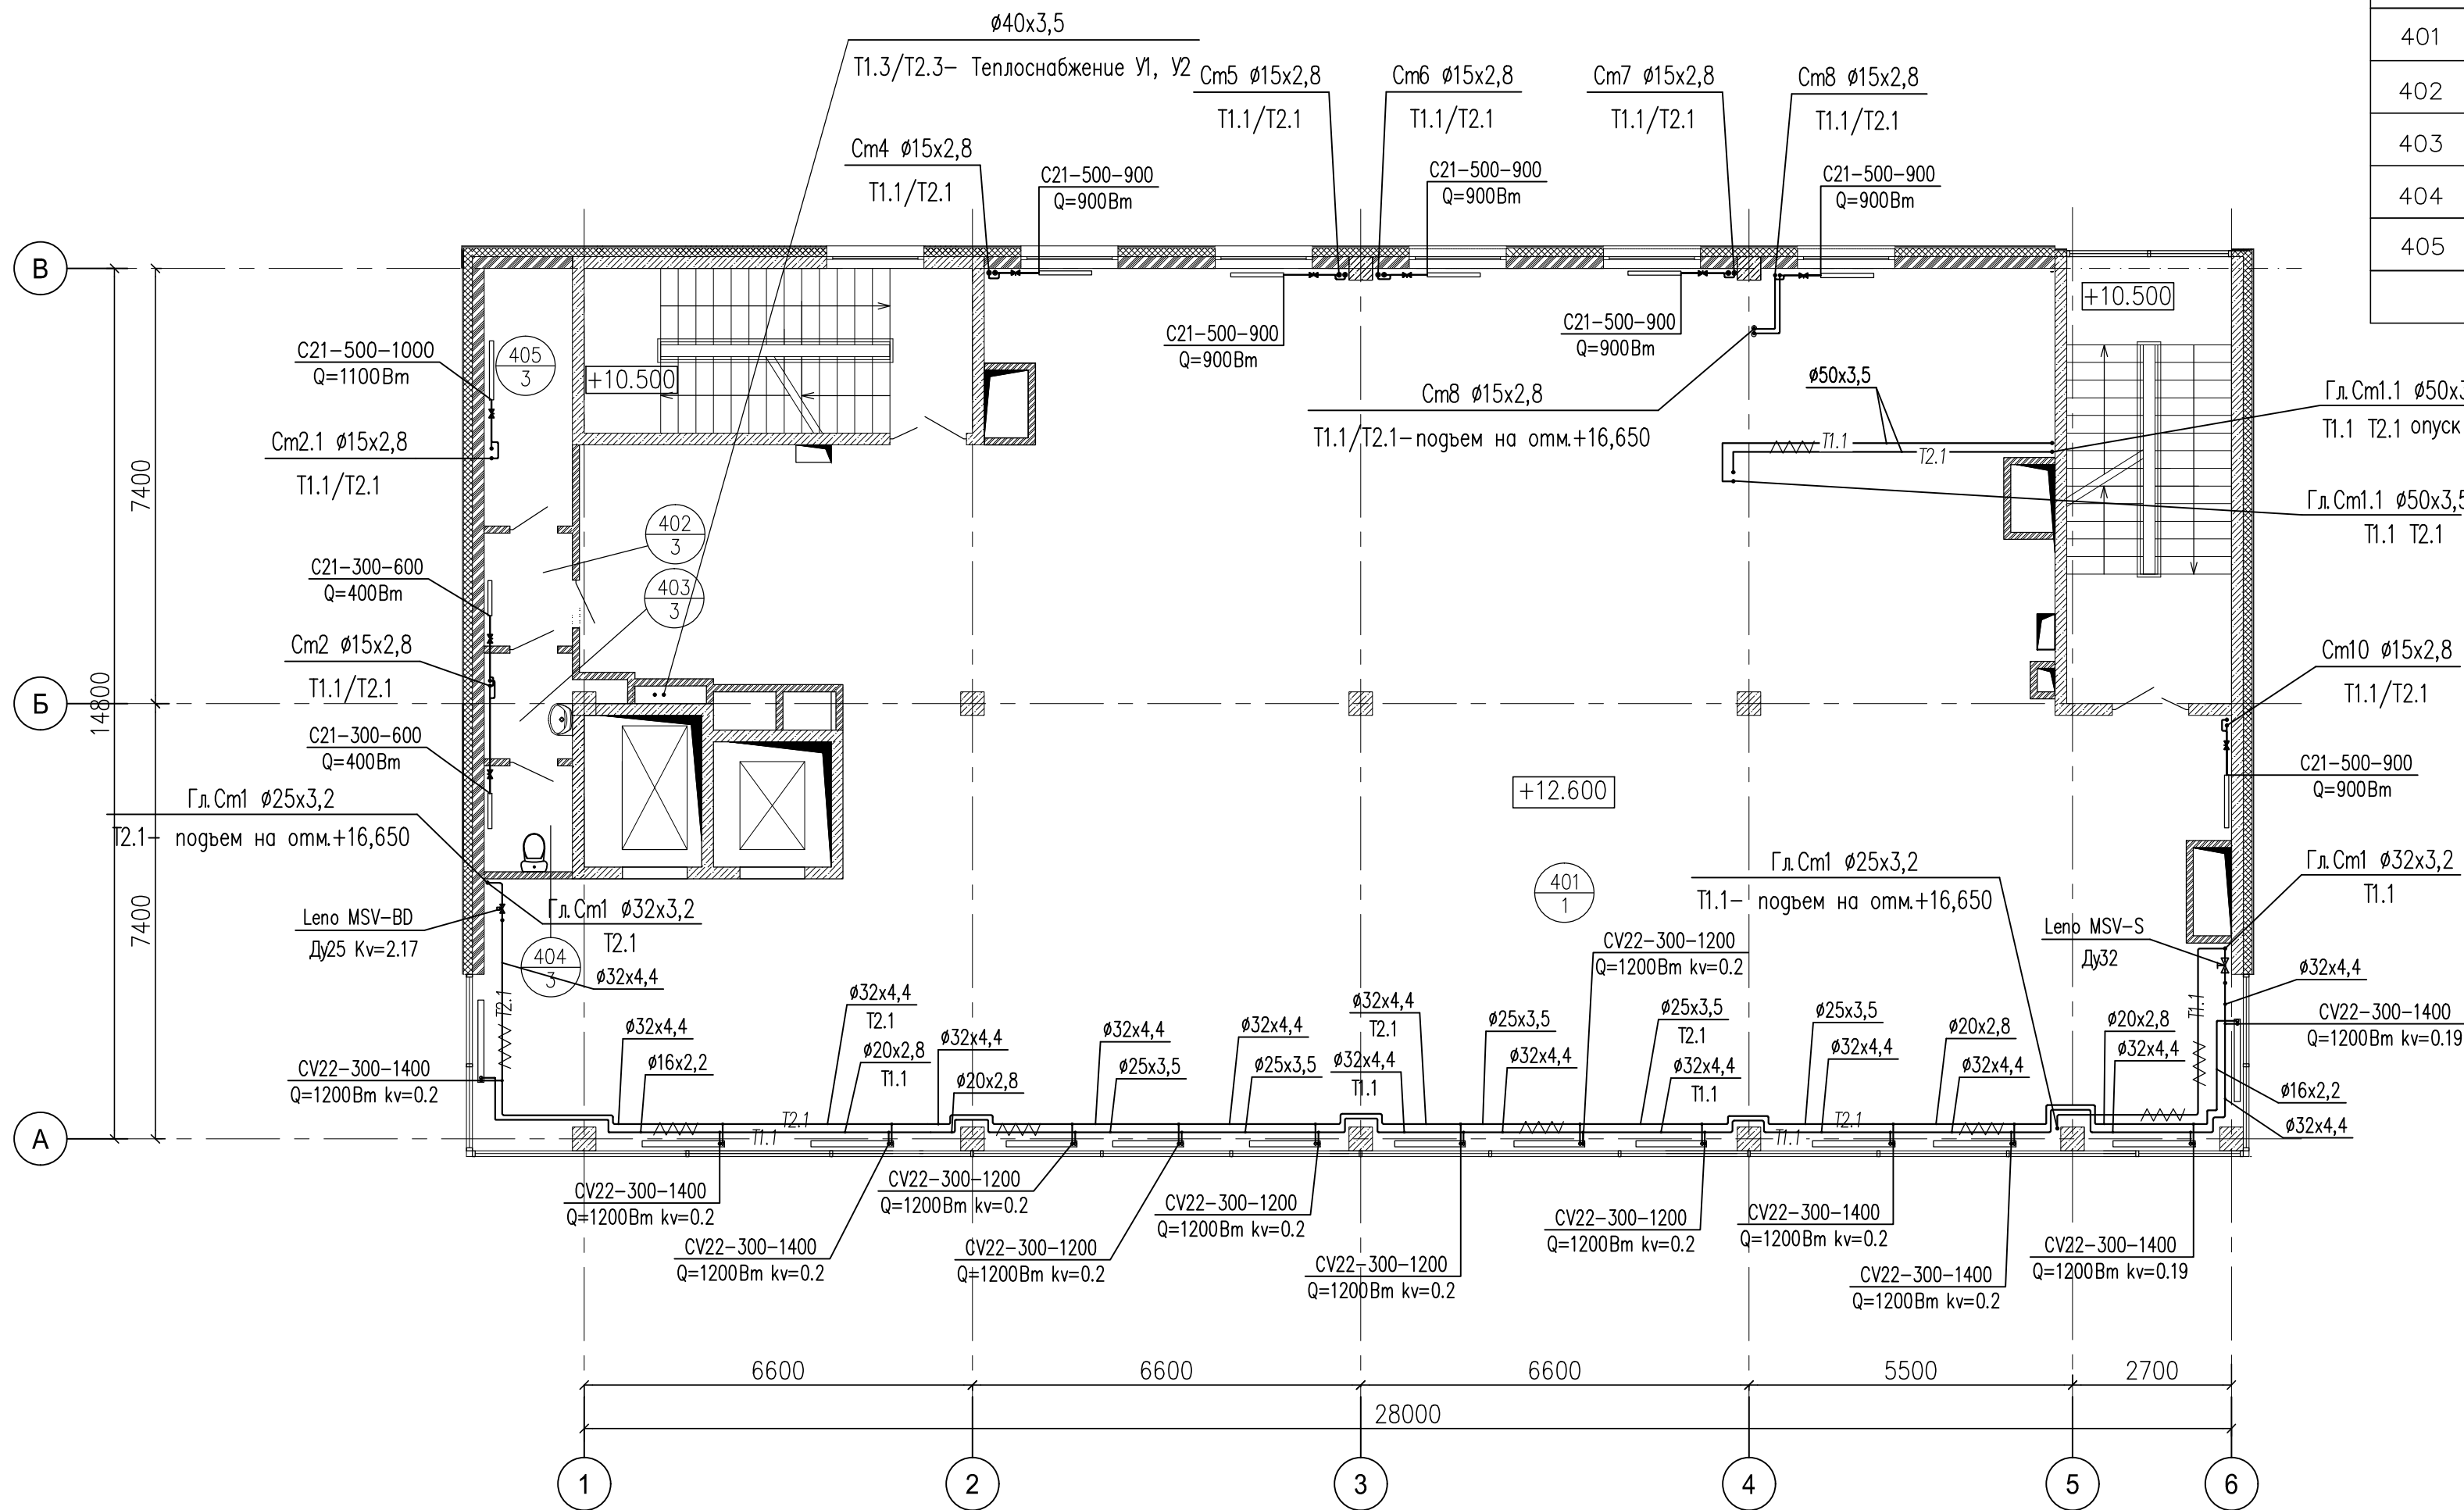 ø40x3,5
T1.3/T2.3– Теплоснабжение У1, У2
Ст5 ø15x2,8
T1.1/T2.1
Ст6 ø15x2,8
T1.1/T2.1
Ст7 ø15x2,8
T1.1/T2.1
Ст8 ø15x2,8
T1.1/T2.1
401
402
403
404
405
Ст4 ø15x2,8
T1.1/T2.1
C21-500-900
Q=900Вт
C21-500-900
Q=900Вт
C21-500-900
Q=900Вт
В
+10.500
C21-500-900
Q=900Вт
C21-500-900
Q=900Вт
C21-500-1000
Q=1100Вт
405
3
+10.500
Ст8 ø15x2,8
T1.1/T2.1–подъем на отм.+16,650
ø50x3,5
T1.1
T2.1
Гл.Ст1.1 ø50x3
T1.1 T2.1 опуск
Ст2.1 ø15x2,8
T1.1/T2.1
7400
Гл.Ст1.1 ø50x3,5
T1.1 T2.1
402
3
403
3
C21-300-600
Q=400Вт
Ст2 ø15x2,8
T1.1/T2.1
Ст10 ø15x2,8
T1.1/T2.1
Б
14800
C21-300-600
Q=400Вт
C21-500-900
Q=900Вт
+12.600
Гл.Ст1 ø25x3,2
T2.1– подъем на отм.+16,650
7400
401
1
Гл.Ст1 ø25x3,2
T1.1– подъем на отм.+16,650
Гл.Ст1 ø32x3,2
T1.1
Leno MSV-BD
Ду25 Kv=2.17
Гл.Ст1 ø32x3,2
T2.1
404
3
ø32x4,4
T2.1
Leno MSV-S
Ду32
CV22-300-1200
Q=1200Вт kv=0.2
ø32x4,4
T1.1
CV22-300-1400
Q=1200Вт kv=0.19
CV22-300-1400
Q=1200Вт kv=0.2
ø32x4,4
ø16x2,2
ø32x4,4
T2.1
ø20x2,8
T1.1
ø32x4,4
ø20x2,8
ø32x4,4
ø25x3,5
ø32x4,4
ø25x3,5
ø32x4,4
T2.1
ø32x4,4
T1.1
ø25x3,5
ø32x4,4
ø25x3,5
T2.1
ø32x4,4
T1.1
ø25x3,5
ø32x4,4
ø20x2,8
ø32x4,4
ø20x2,8
ø32x4,4
ø16x2,2
ø32x4,4
А
T2.1
T1.1
T2.1
T1.1
CV22-300-1400
Q=1200Вт kv=0.2
CV22-300-1400
Q=1200Вт kv=0.2
CV22-300-1200
Q=1200Вт kv=0.2
CV22-300-1200
Q=1200Вт kv=0.2
CV22-300-1200
Q=1200Вт kv=0.2
CV22-300-1200
Q=1200Вт kv=0.2
CV22-300-1200
Q=1200Вт kv=0.2
CV22-300-1400
Q=1200Вт kv=0.2
CV22-300-1400
Q=1200Вт kv=0.2
CV22-300-1400
Q=1200Вт kv=0.19
6600
6600
6600
5500
2700
28000
1
2
3
4
5
6